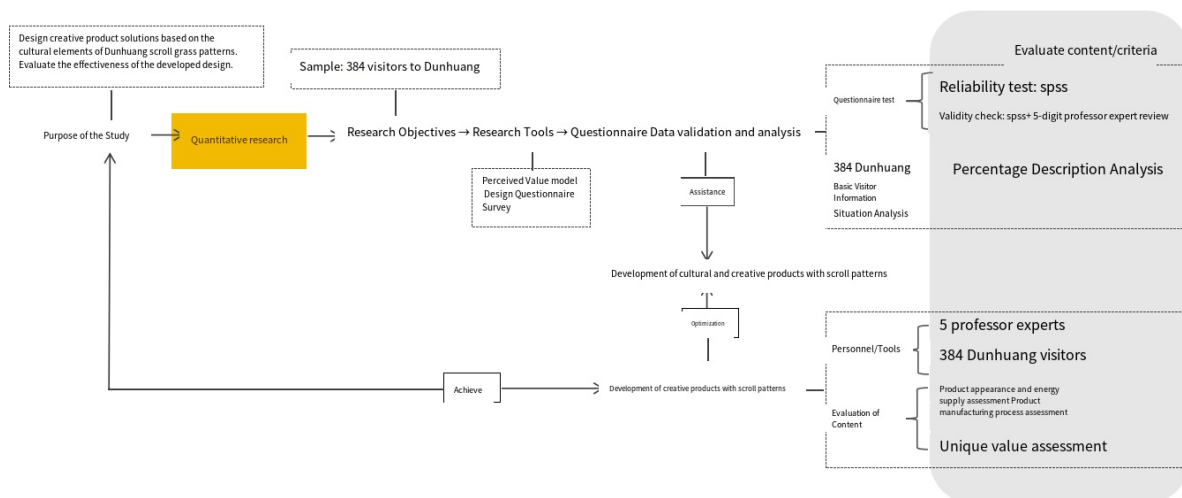 Design creative product solutions based on the
cultural elements of Dunhuang scroll grass patterns.
Evaluate the effectiveness of the developed design.
Sample: 384 visitors to Dunhuang
Evaluate content/criteria
Purpose of the Study
Quantitative research
Research Objectives → Research Tools → Questionnaire Data validation and analysis
Questionnaire test
Reliability test: spss
Validity check: spss+ 5-digit professor expert review
Perceived Value model
Design Questionnaire
Survey
Assistance
384 Dunhuang
Basic Visitor
Information
Situation Analysis
Percentage Description Analysis
Development of cultural and creative products with scroll patterns
Optimization
Personnel/Tools
5 professor experts
384 Dunhuang visitors
Achieve
Development of creative products with scroll patterns
Evaluation of
Content
Product appearance and energy
supply assessment Product
manufacturing process assessment
Unique value assessment